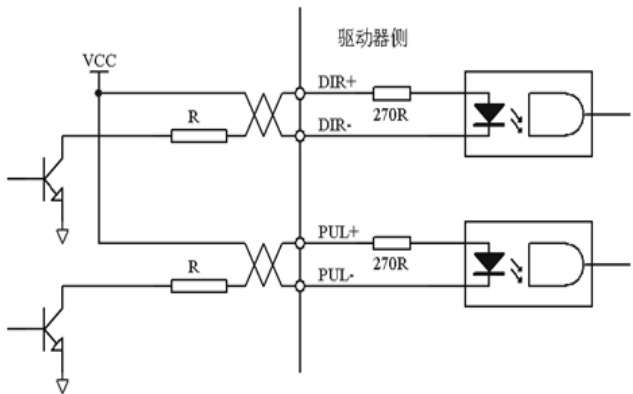 驱动器侧
VCC
DIR+
R
270R
DIR-
PUL+
R
270R
PUL-